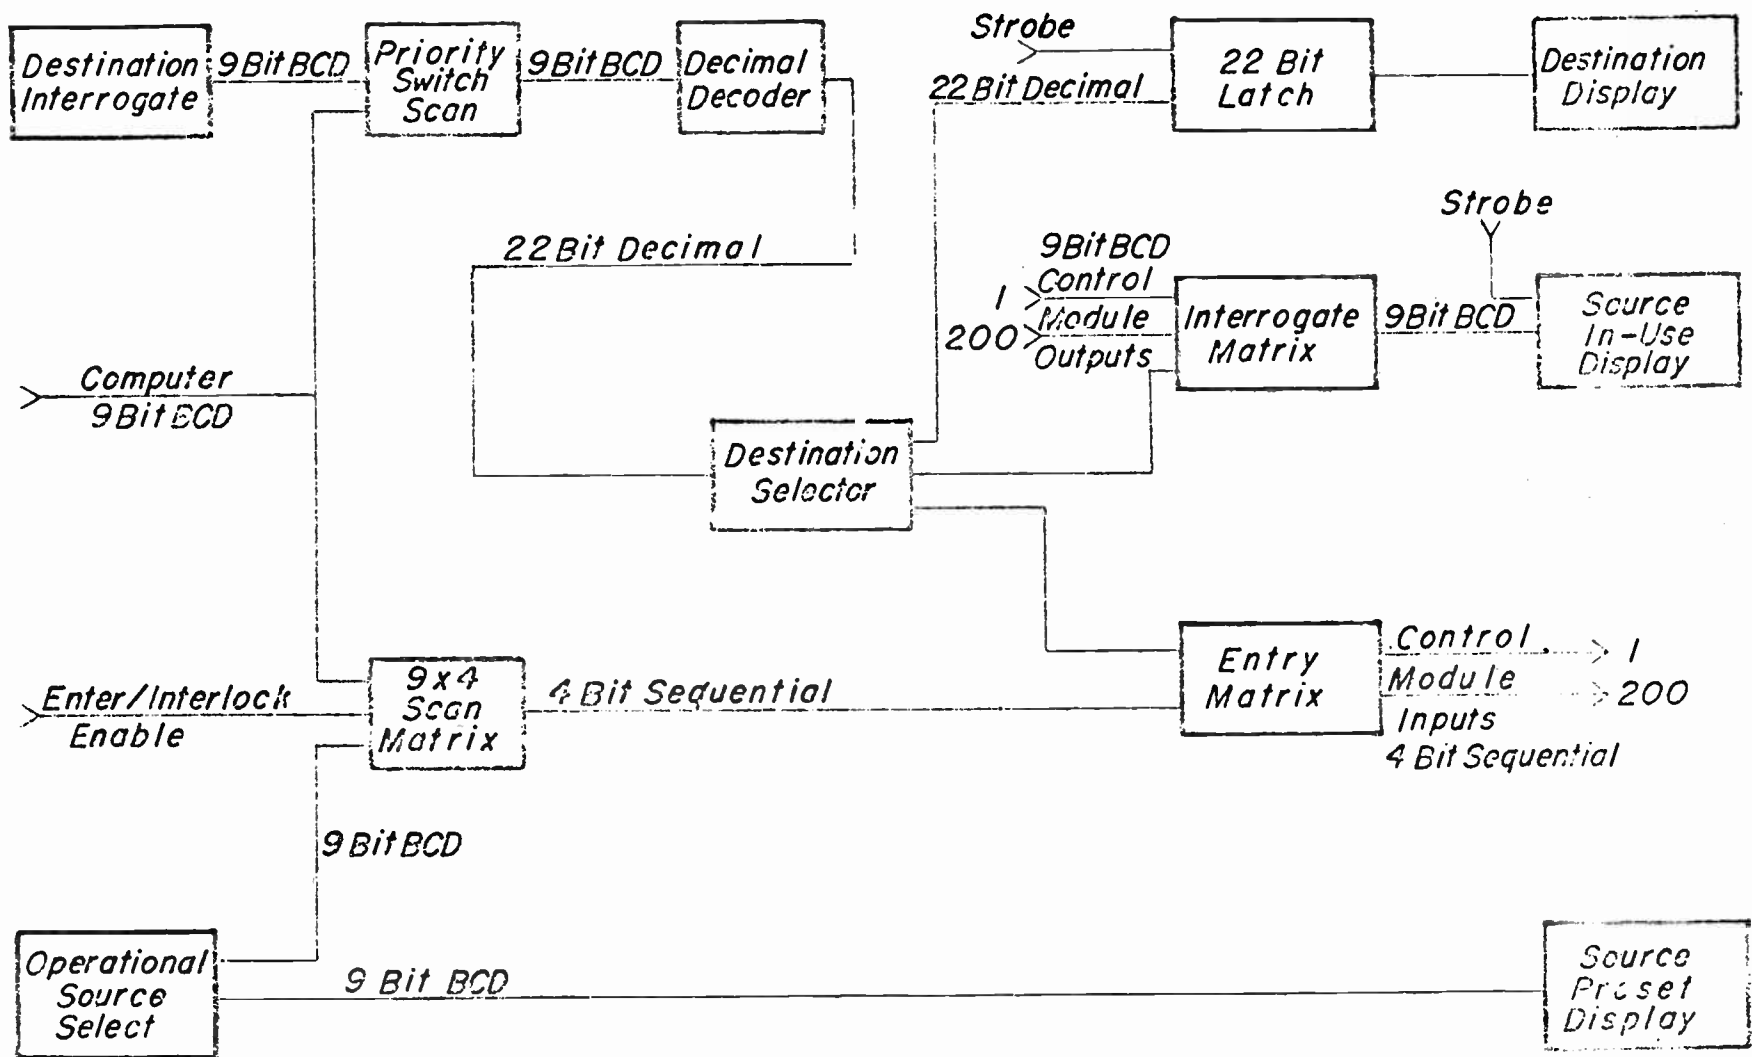 Destination
Interrogate
9 Bit BCD
Priority
Switch
Scan
9 Bit BCD
Decimal
Decoder
Strobe
22 Bit Decimal
22 Bit
Latch
Destination
Display
22 Bit Decimal
Strobe
9 Bit BCD
Control
Module
Outputs
1
200
Interrogate
Matrix
9 Bit BCD
Source
In-Use
Display
Computer
9 Bit BCD
Destination
Selector
Enter/Interlock
Enable
9 x 4
Scan
Matrix
4 Bit Sequential
Entry
Matrix
Control
Module
Inputs
4 Bit Sequential
1
200
9 Bit BCD
Operational
Source
Select
9 Bit BCD
Source
Preset
Display